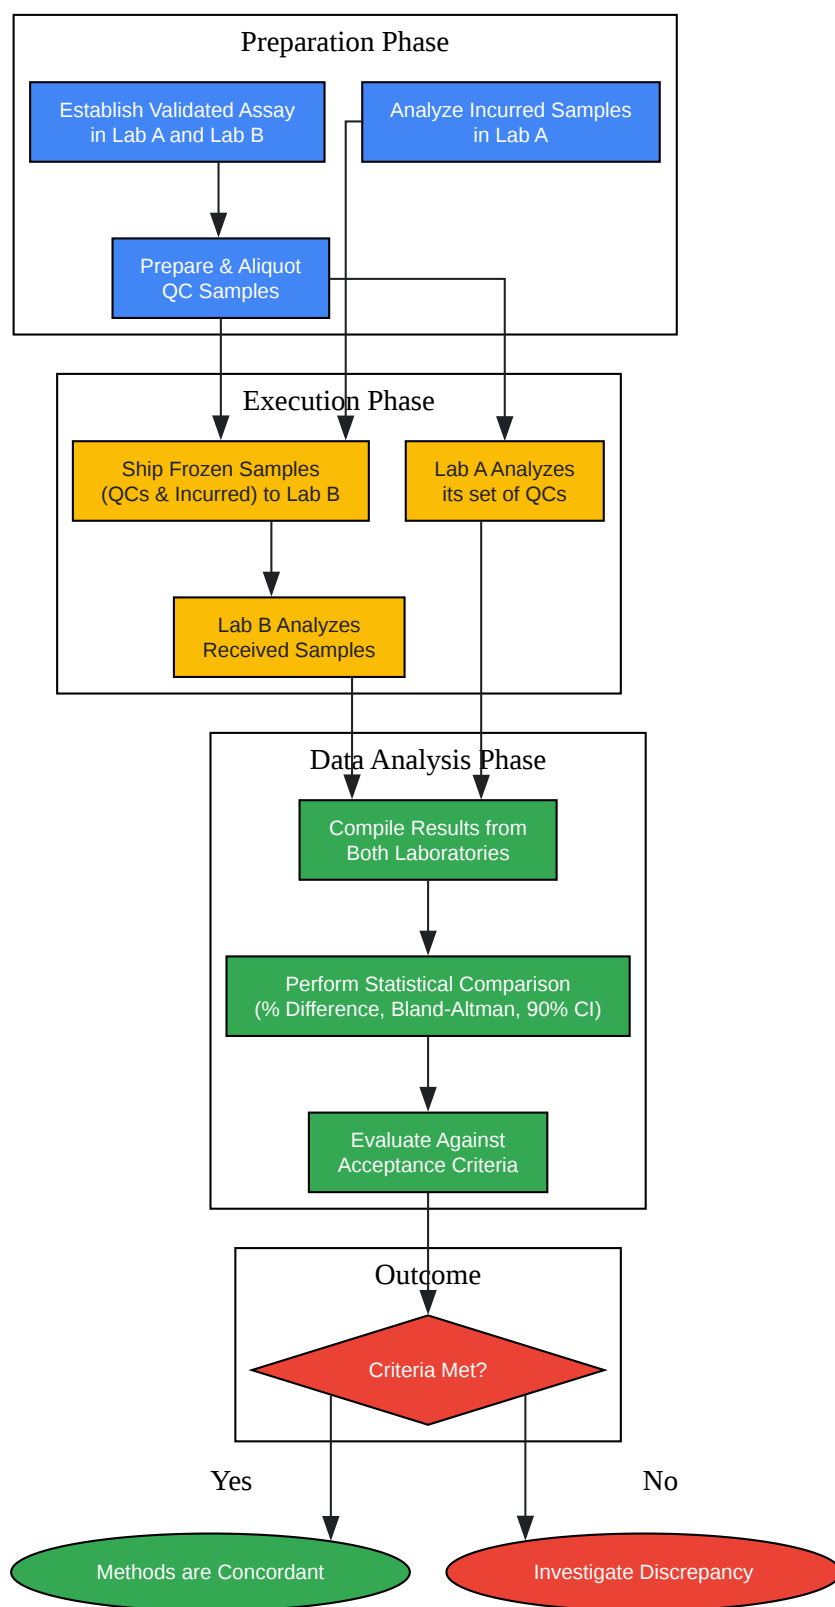 Preparation Phase
Establish Validated Assay
in Lab A and Lab B
Analyze Incurred Samples
in Lab A
Prepare & Aliquot
QC Samples
Execution Phase
Ship Frozen Samples
(QCs & Incurred) to Lab B
Lab A Analyzes
its set of QCs
Lab B Analyzes
Received Samples
Data Analysis Phase
Compile Results from
Both Laboratories
Perform Statistical Comparison
(% Difference, Bland-Altman, 90% CI)
Evaluate Against
Acceptance Criteria
Outcome
Criteria Met?
Yes
No
Methods are Concordant
Investigate Discrepancy